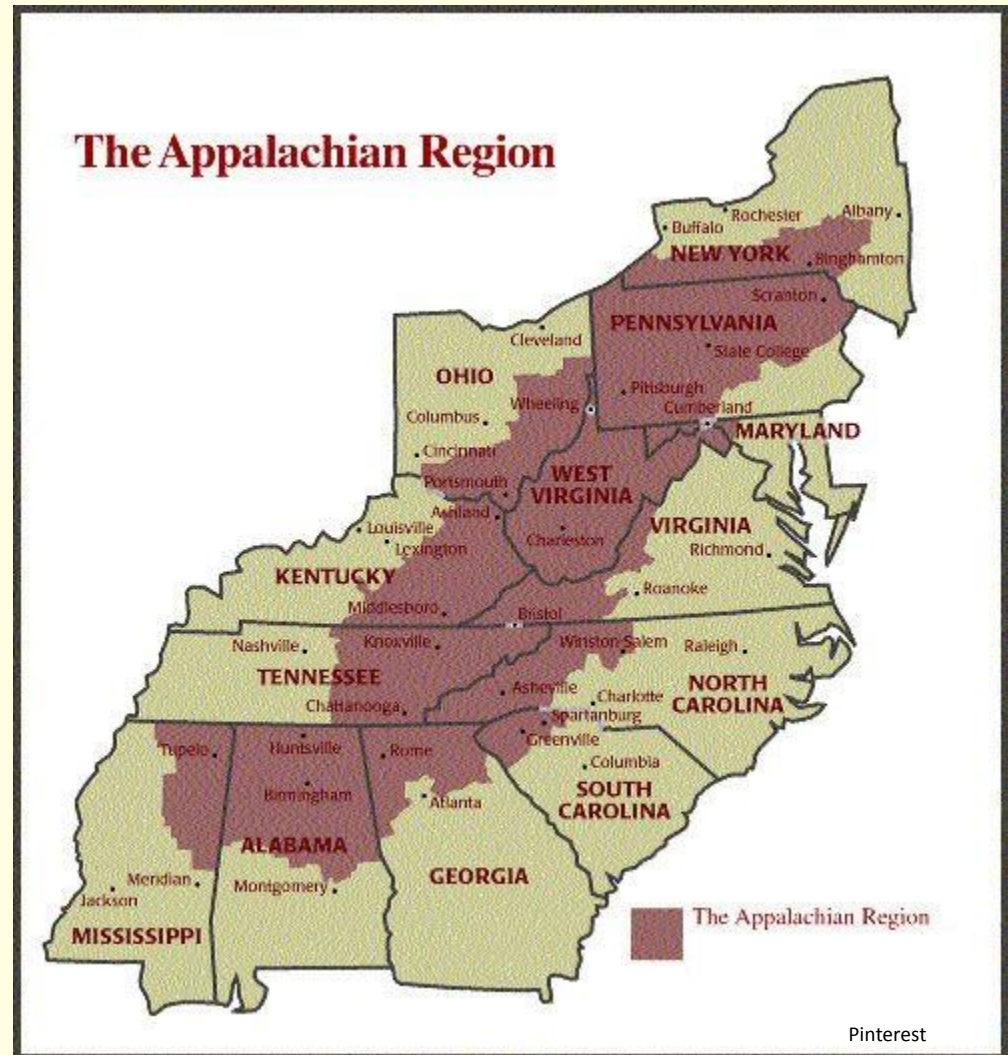 The Appalachian Region
Rochester
Albany
Buffalo
NEW YORK
Binghamton
Scranton
PENNSYLVANIA
State College
Cleveland
OHIO
Pittsburgh
Wheeling
Cumberland
Columbus
MARYLAND
Cincinnati
WEST
VIRGINIA
Portsmouth
Ashland
VIRGINIA
Louisville
Charleston
Richmond
Lexington
KENTUCKY
Roanoke
Middlesboro
Bristol
Nashville
Knoxville
Winston-Salem
Raleigh
TENNESSEE
NORTH
CAROLINA
Asheville
Charlotte
Chattanooga
Spartanburg
Greenville
Tupelo
Huntsville
Rome
Columbia
Birmingham
Atlanta
SOUTH
CAROLINA
ALABAMA
GEORGIA
Meridian
Montgomery
Jackson
MISSISSIPPI
The Appalachian Region
Pinterest